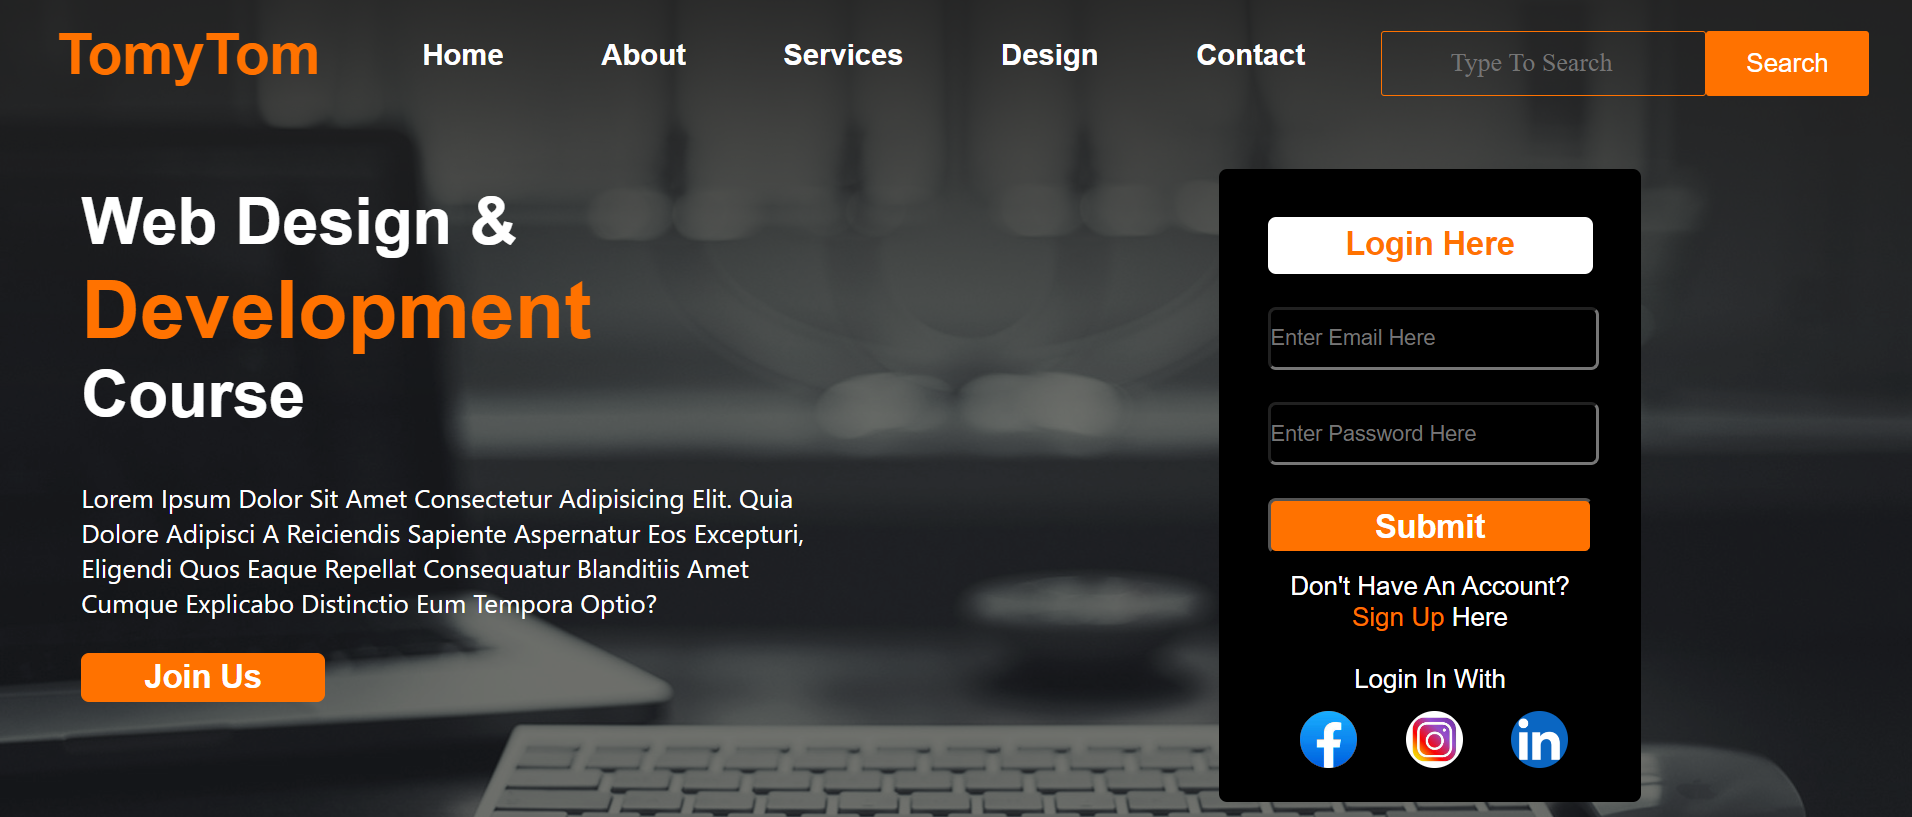 TomyTom
Home
About
Services
Design
Contact
Type To Search
Search
Web Design &
Development
Course
Lorem Ipsum Dolor Sit Amet Consectetur Adipisicing Elit. Quia
Dolore Adipisci A Reiciendis Sapiente Aspernatur Eos Excepturi,
Eligendi Quos Eaque Repellat Consequatur Blanditiis Amet
Cumque Explicabo Distinctio Eum Tempora Optio?
Join Us
Login Here
Enter Email Here
Enter Password Here
Submit
Don't Have An Account?
Sign Up Here
Login In With
f
in